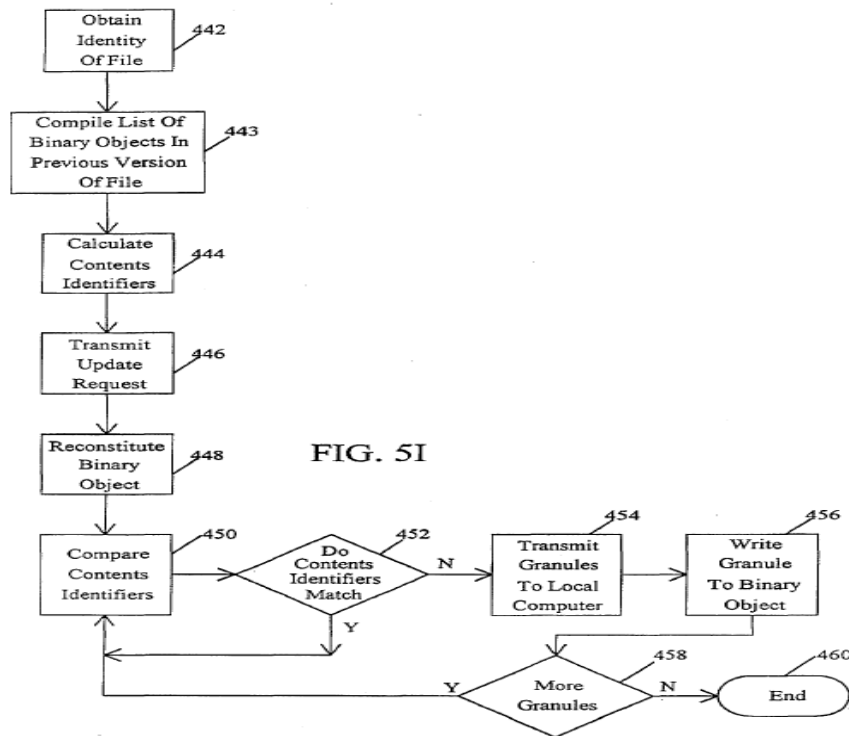 Obtain
Identity
Of File
442
Compile List Of
Binary Objects In
Previous Version
Of File
443
Calculate
Contents
Identifiers
444
Transmit
Update
Request
446
Reconstitute
Binary
Object
448
FIG. 5I
Compare
Contents
Identifiers
450
Do
Contents
Identifiers
Match
452
N
Y
Transmit
Granules
To Local
Computer
454
Write
Granule
To Binary
Object
456
More
Granules
458
Y
N
End
460